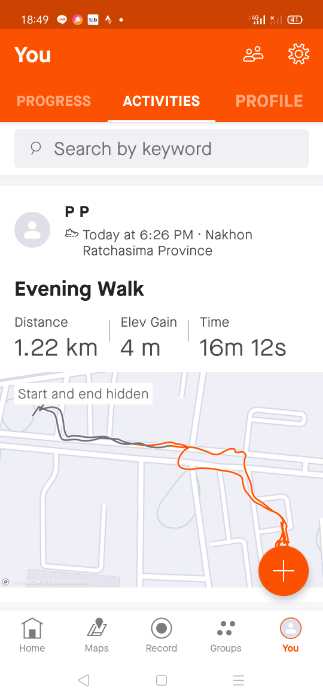 18:49
41
You
PROGRESS
ACTIVITIES
PROFILE
Search by keyword
P P
Today at 6:26 PM · Nakhon
Ratchasima Province
Evening Walk
Distance
Elev Gain
Time
1.22 km
4 m
16m 12s
Start and end hidden
Home
Maps
Record
Groups
You